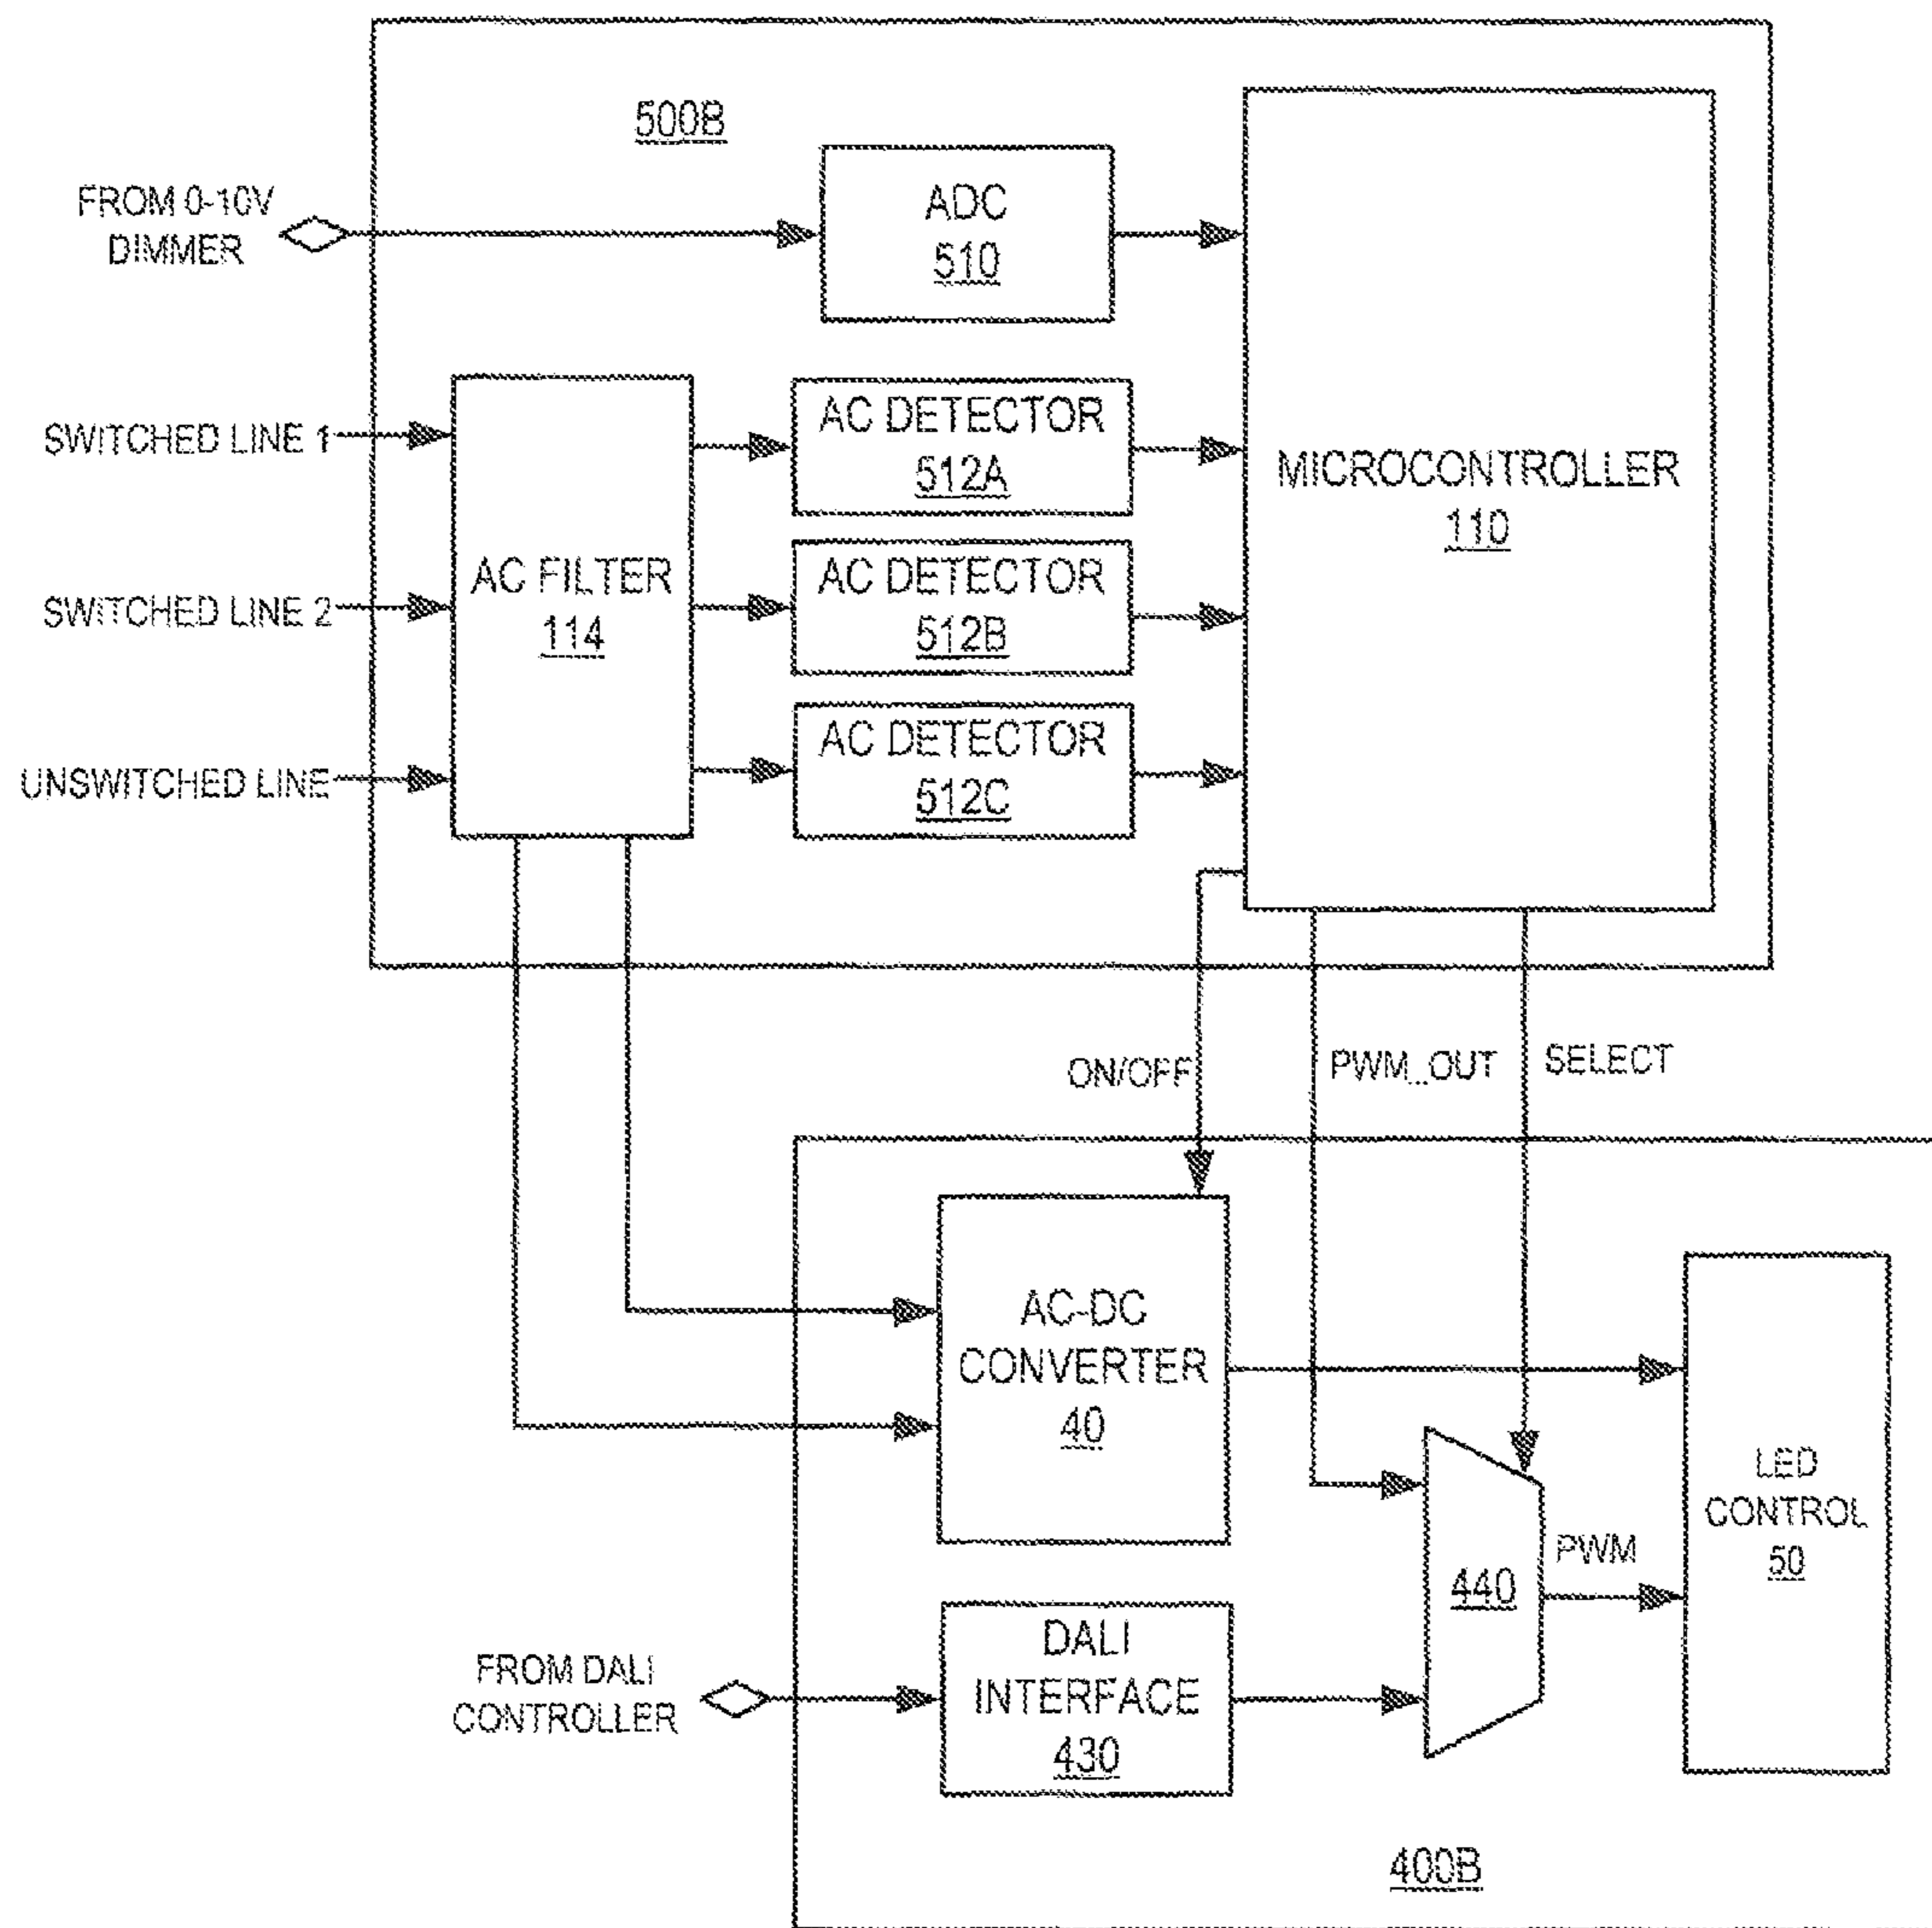 500B
FROM 0-10V
DIMMER
ADC
510
MICROCONTROLLER
110
SWITCHED LINE 1
SWITCHED LINE 2
UNSWITCHED LINE
AC FILTER
114
AC DETECTOR
512A
AC DETECTOR
512B
AC DETECTOR
512C
ON/OFF
PWM_OUT
SELECT
AC-DC
CONVERTER
40
LED
CONTROL
50
440
PWM
FROM DALI
CONTROLLER
DALI
INTERFACE
430
400B